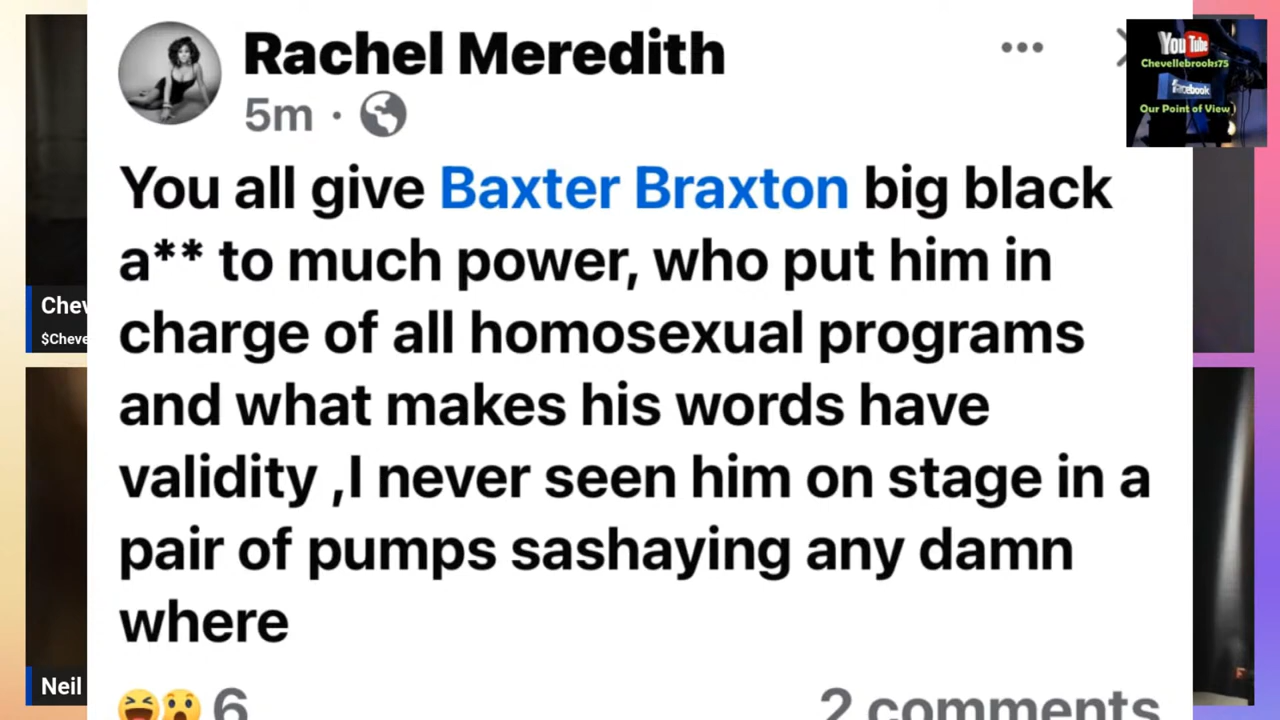 Rachel Meredith
5m ·
You all give Baxter Braxton big black
a** to much power, who put him in
charge of all homosexual programs
and what makes his words have
validity ,I never seen him on stage in a
pair of pumps sashaying any damn
where
6
2 comments
You Tube
Chevellebrooks75
facebook
Our Point of View
Chev
$Cheve
Neil